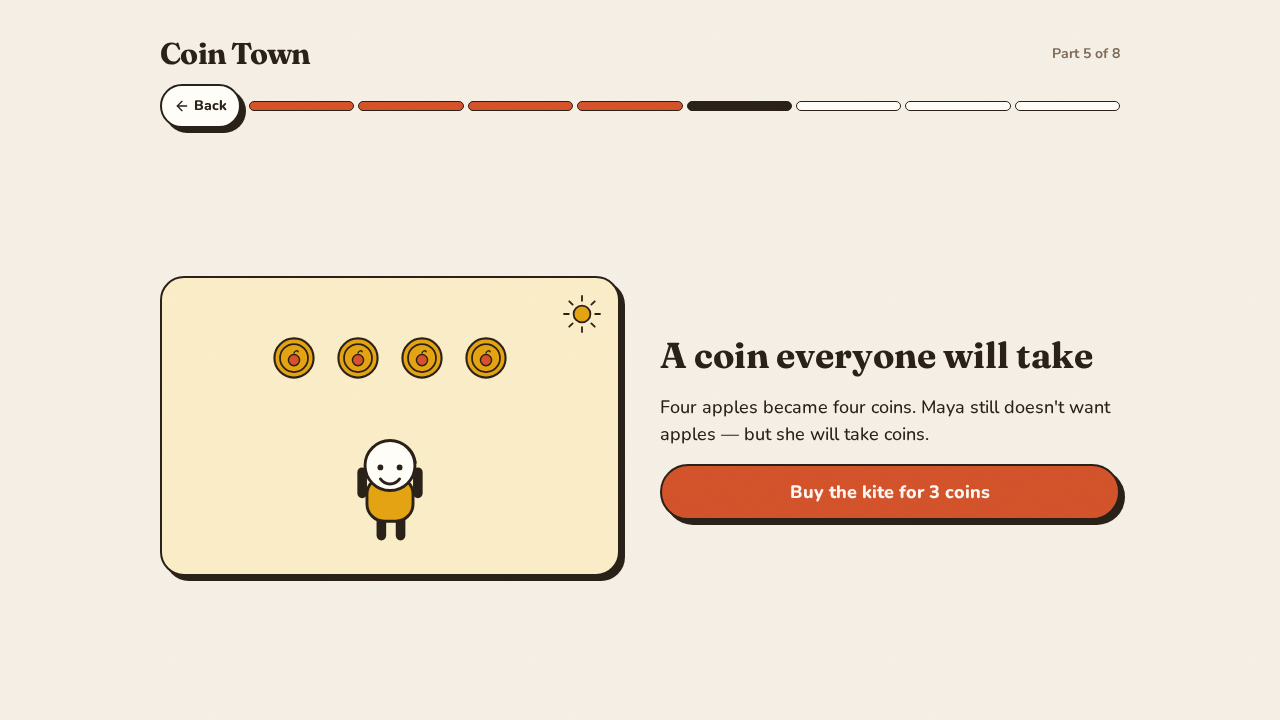 Coin Town
Part 5 of 8
← Back
A coin everyone will take
Four apples became four coins. Maya still doesn't want
apples — but she will take coins.
Buy the kite for 3 coins